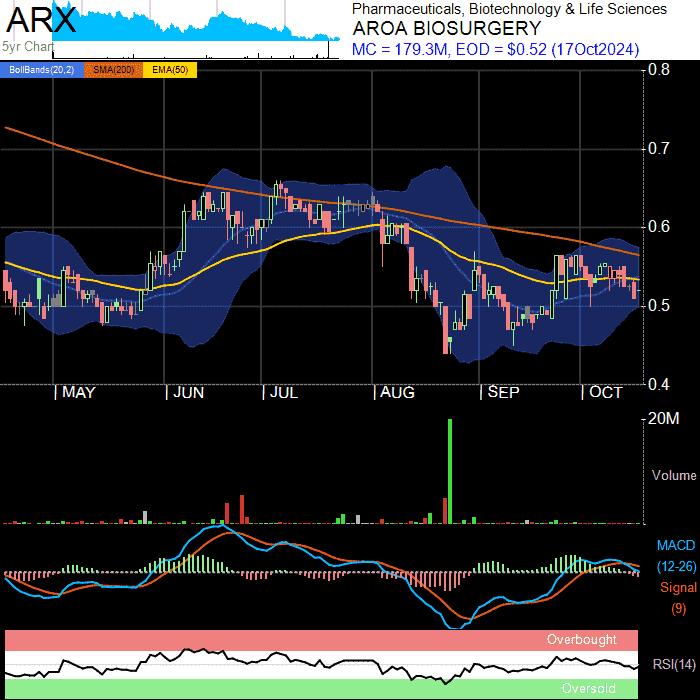 ARX
5yr Chart
Pharmaceuticals, Biotechnology & Life Sciences
AROA BIOSURGERY
MC = 179.3M, EOD = $0.52 (17Oct2024)
BollBands(20,2) SMA(200) EMA(50)
0.8
0.7
0.6
0.5
0.4
MAY JUN JUL AUG SEP OCT
20M
Volume
MACD
(12-26)
Signal
(9)
Overbought
RSI(14)
Oversold